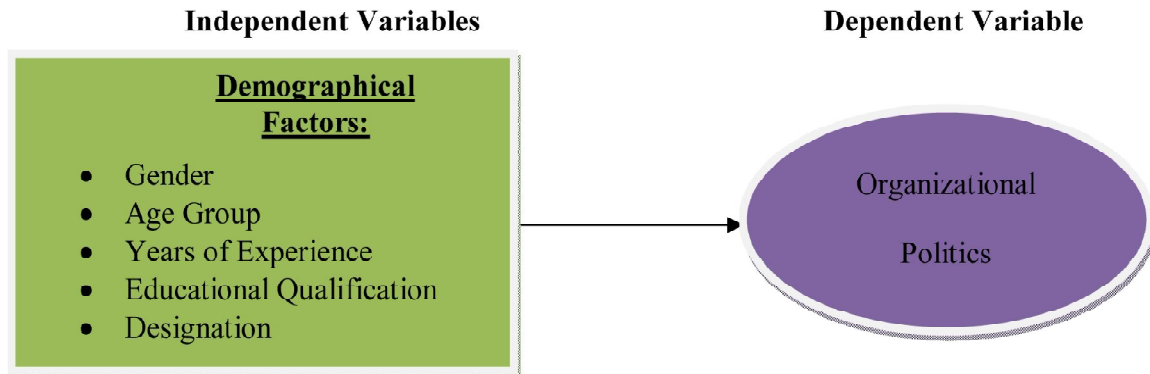 Independent Variables
Dependent Variable
Demographical
Factors:
• Gender
• Age Group
• Years of Experience
• Educational Qualification
• Designation
Organizational
Politics